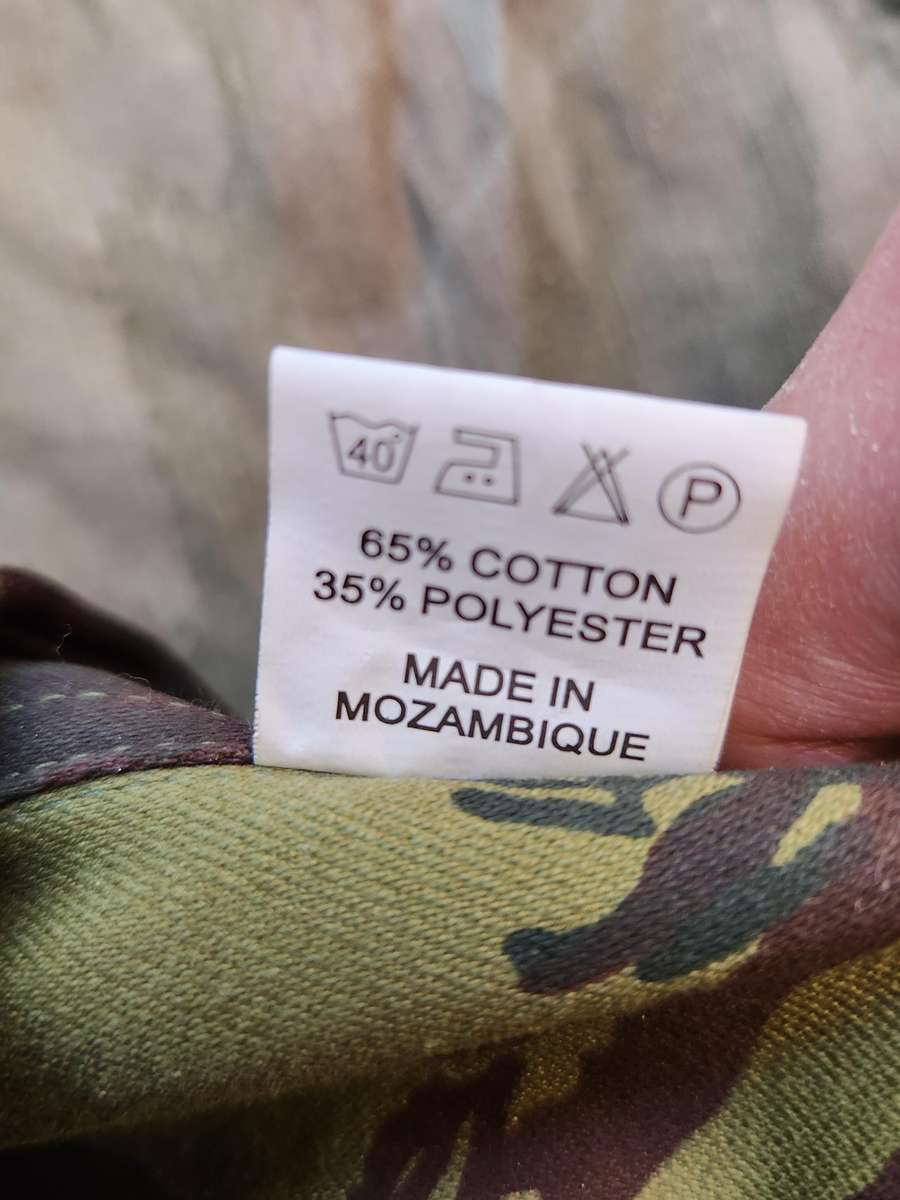 40° P
65% COTTON
35% POLYESTER
MADE IN
MOZAMBIQUE